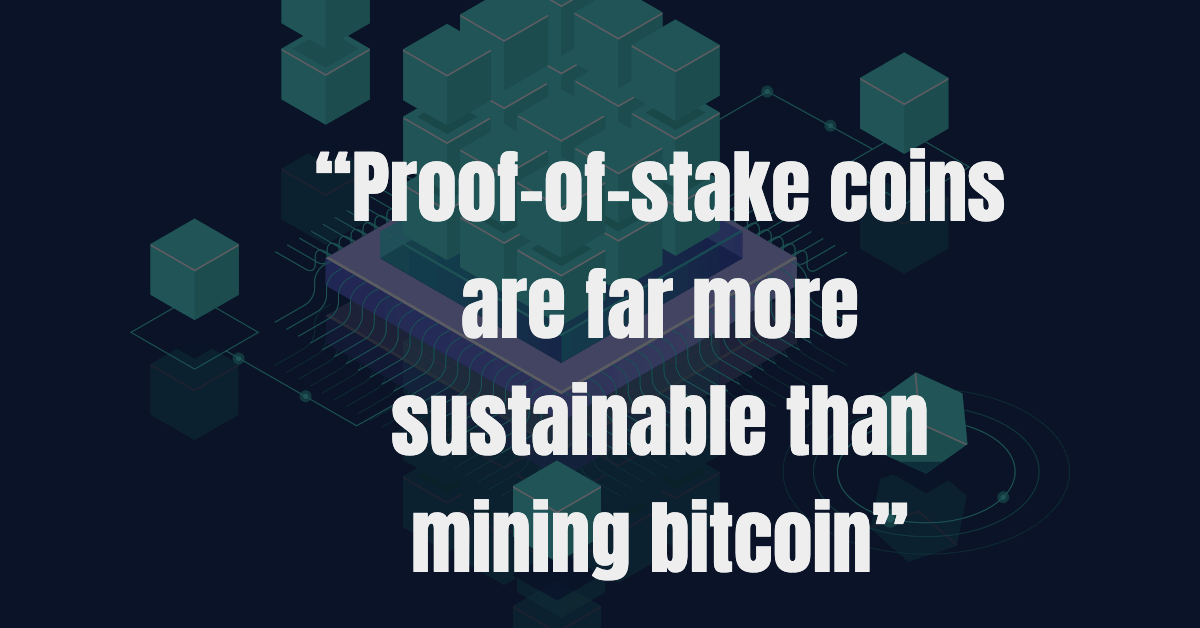 “Proof-of-stake coins
are far more
sustainable than
mining bitcoin”